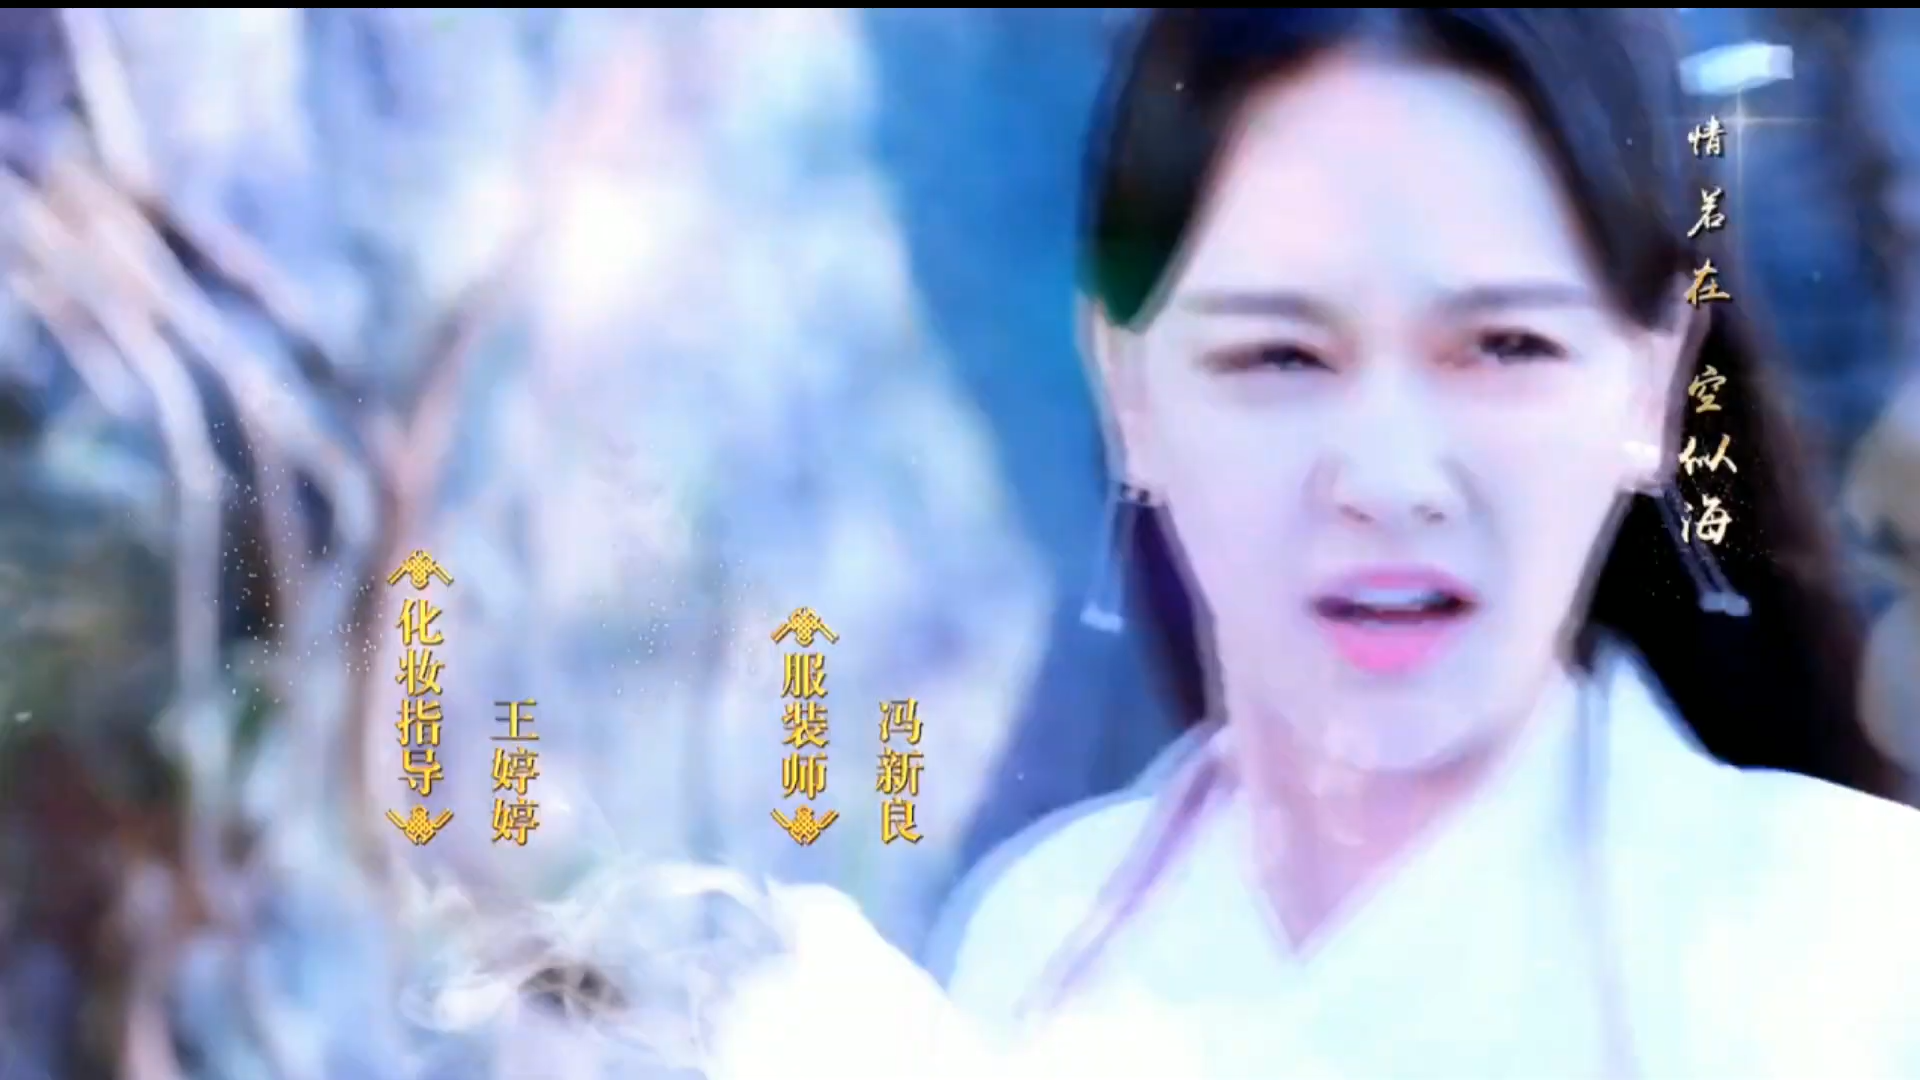 情若在 空似海
化妆指导
王婷婷
服装师
冯新良